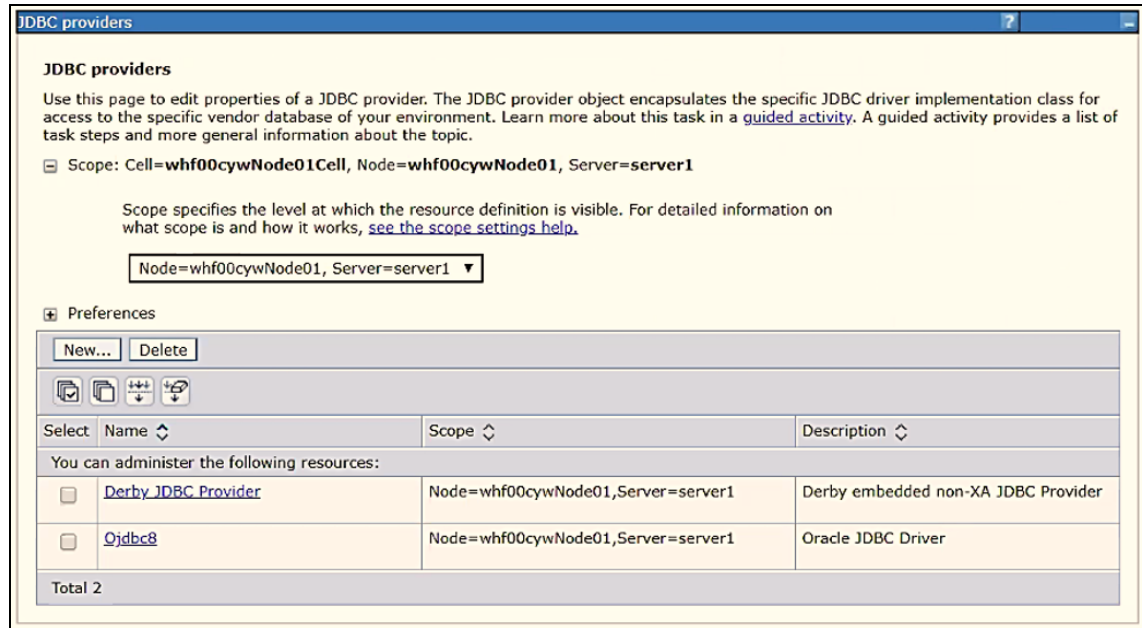 JDBC providers ? –
JDBC providers
Use this page to edit properties of a JDBC provider. The JDBC provider object encapsulates the specific JDBC driver implementation class for
access to the specific vendor database of your environment. Learn more about this task in a guided activity. A guided activity provides a list of
task steps and more general information about the topic.
Scope: Cell=whf00cywNode01Cell, Node=whf00cywNode01, Server=server1
Scope specifies the level at which the resource definition is visible. For detailed information on
what scope is and how it works, see the scope settings help.
Node=whf00cywNode01, Server=server1
Preferences
New... Delete
Select Name Scope Description
You can administer the following resources:
Derby JDBC Provider Node=whf00cywNode01,Server=server1 Derby embedded non-XA JDBC Provider
Ojdbc8 Node=whf00cywNode01,Server=server1 Oracle JDBC Driver
Total 2